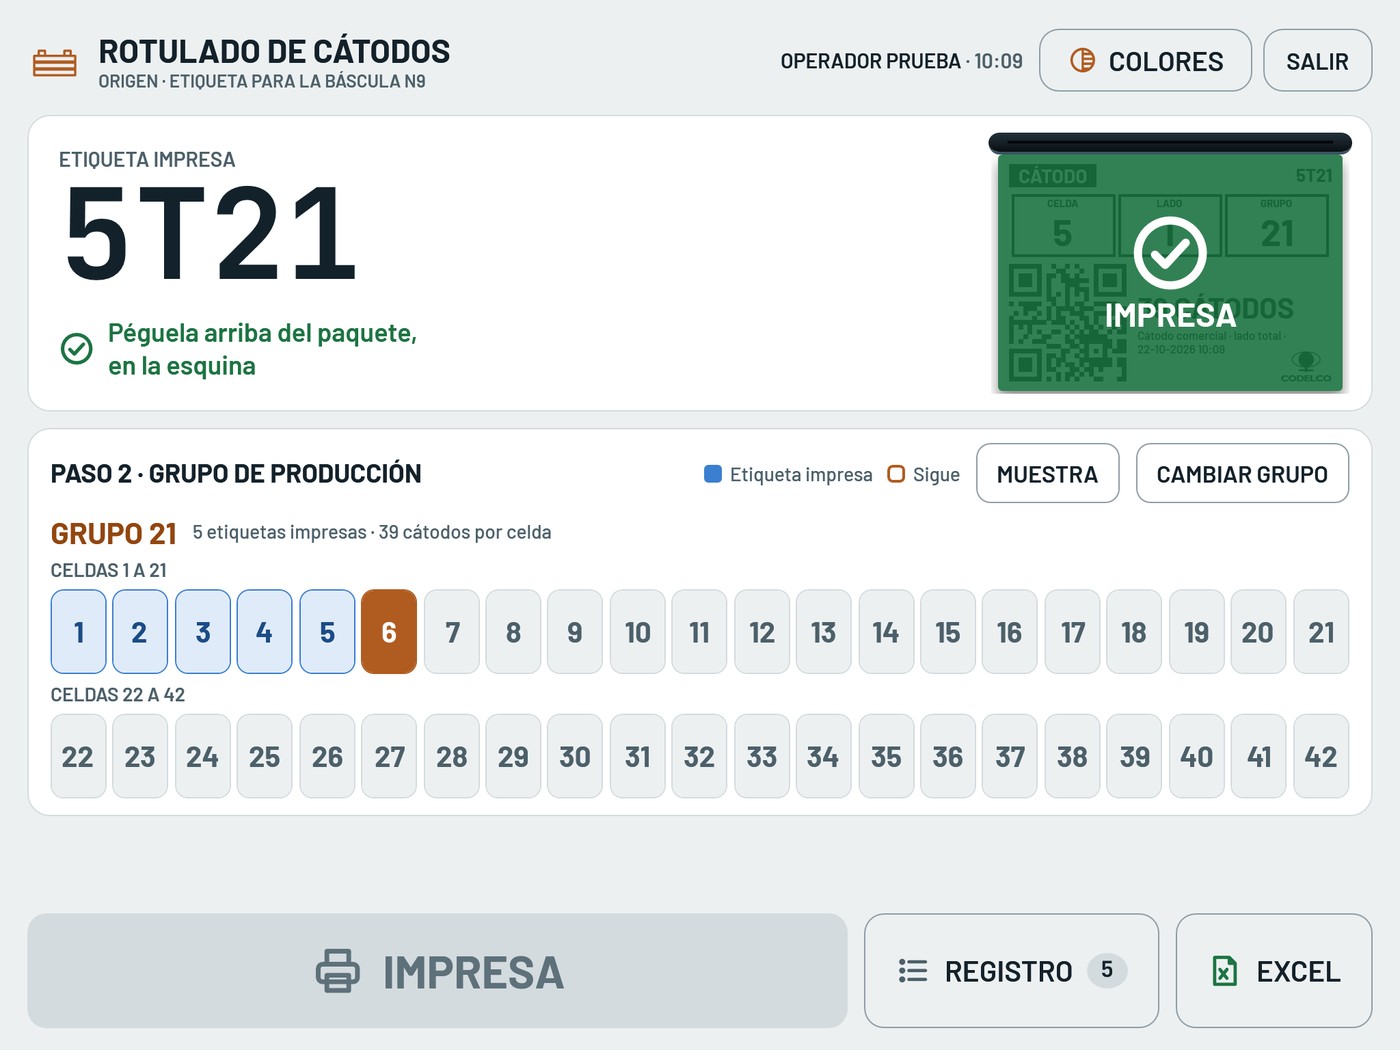 ROTULADO DE CÁTODOS
ORIGEN · ETIQUETA PARA LA BÁSCULA N9
OPERADOR PRUEBA · 10:09
COLORES
SALIR
ETIQUETA IMPRESA
5T21
Péguela arriba del paquete,
en la esquina
CÁTODO
5T21
CELDA
LADO
GRUPO
5
21
CÁTODOS
IMPRESA
Cátodo comercial · lado total ·
22-10-2026 10:09
CODELCO
PASO 2 · GRUPO DE PRODUCCIÓN
Etiqueta impresa
Sigue
MUESTRA
CAMBIAR GRUPO
GRUPO 21
5 etiquetas impresas · 39 cátodos por celda
CELDAS 1 A 21
1 2 3 4 5 6 7 8 9 10 11 12 13 14 15 16 17 18 19 20 21
CELDAS 22 A 42
22 23 24 25 26 27 28 29 30 31 32 33 34 35 36 37 38 39 40 41 42
IMPRESA
REGISTRO 5
EXCEL